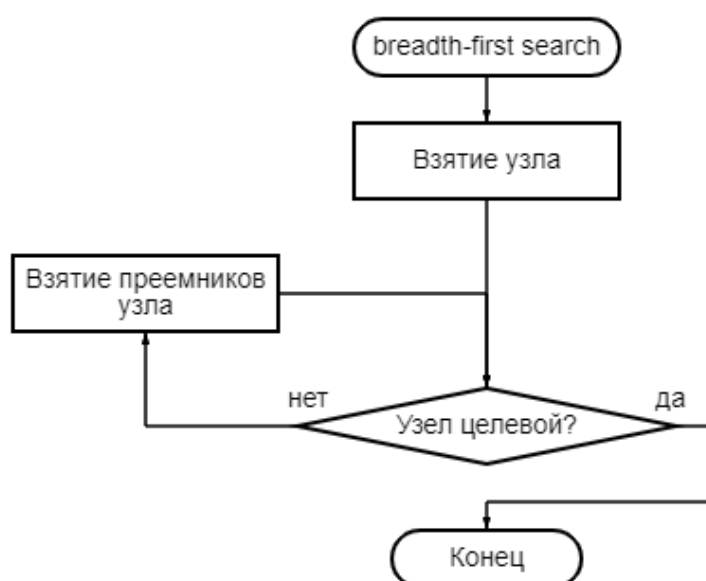 breadth-first search
Взятие узла
Взятие преемников
узла
нет
да
Узел целевой?
Конец